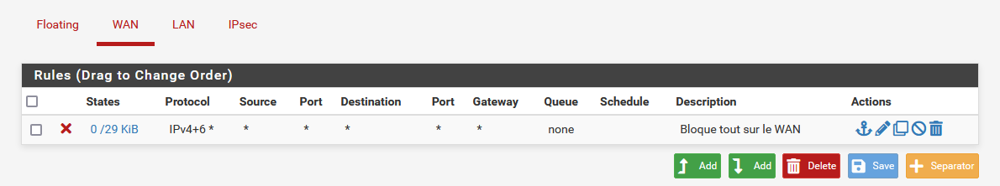 Floating WAN LAN IPsec
Rules (Drag to Change Order)
States Protocol Source Port Destination Port Gateway Queue Schedule Description Actions
0 /29 KiB IPv4+6 * * * * * * none Bloque tout sur le WAN
Add Add Delete Save Separator